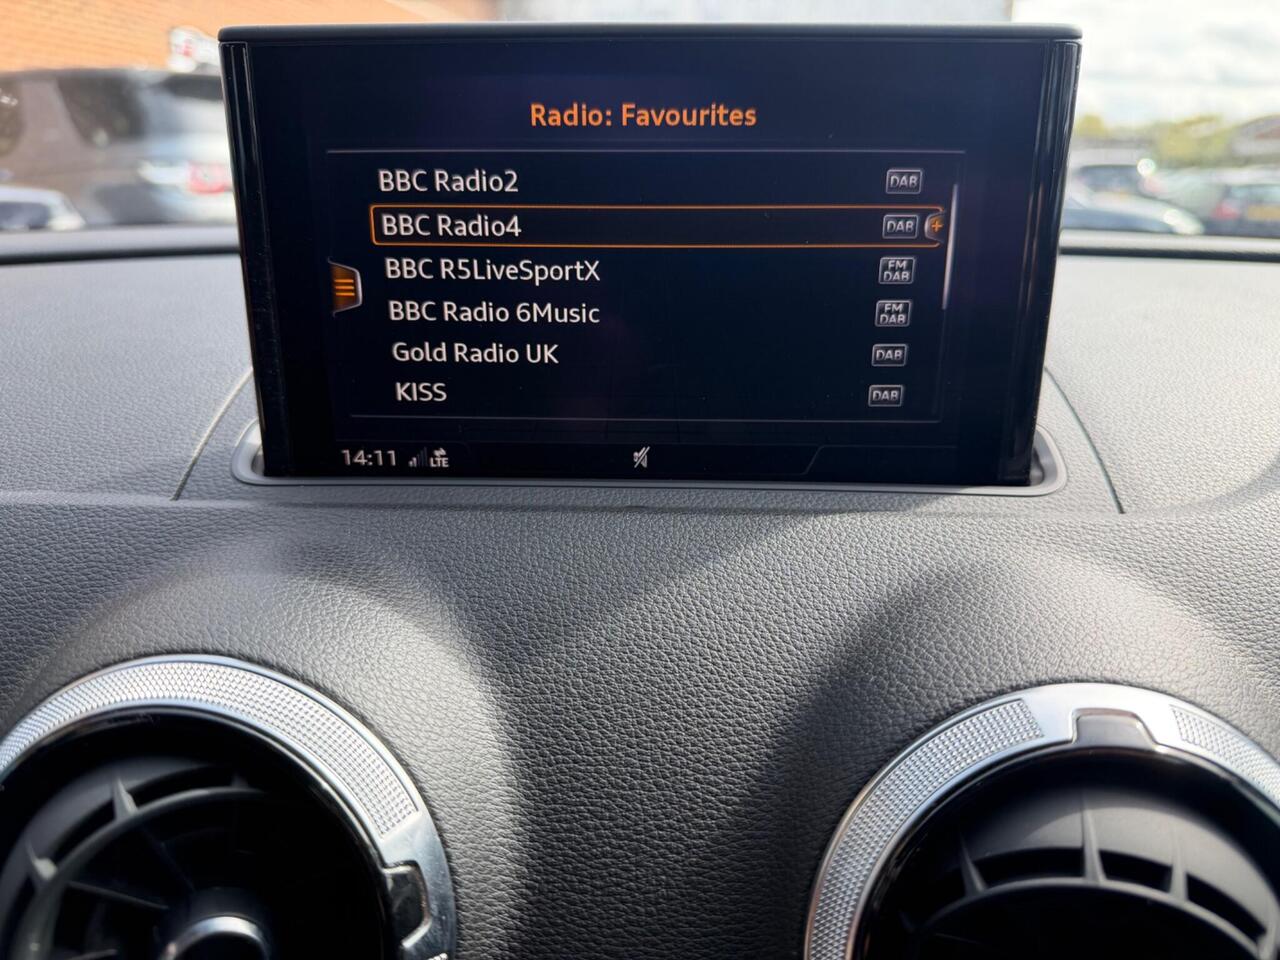 Radio: Favourites
BBC Radio2 DAB
BBC Radio4 DAB +
BBC R5LiveSportX FM DAB
BBC Radio 6Music FM DAB
Gold Radio UK DAB
KISS DAB
14:11 LTE